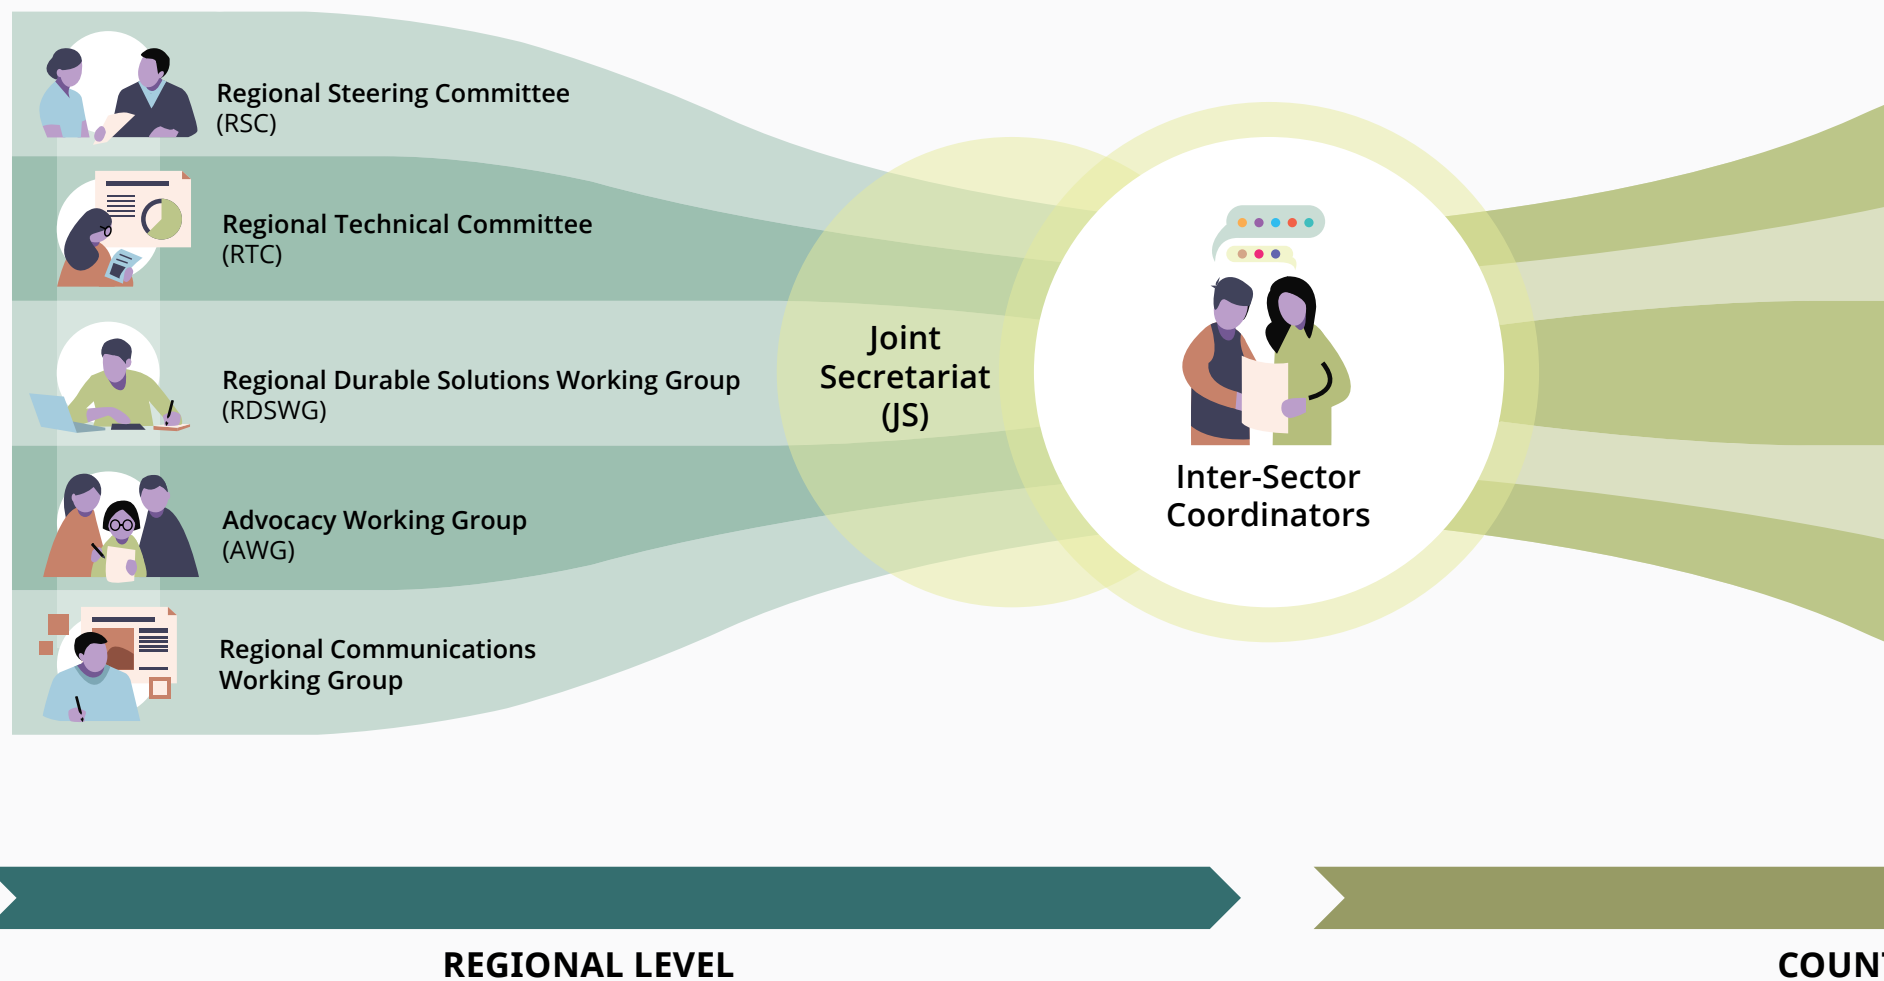 Regional Steering Committee
(RSC)
Regional Technical Committee
(RTC)
Regional Durable Solutions Working Group
(RDSWG)
Advocacy Working Group
(AWG)
Regional Communications
Working Group
Joint
Secretariat
(JS)
Inter-Sector
Coordinators
REGIONAL LEVEL